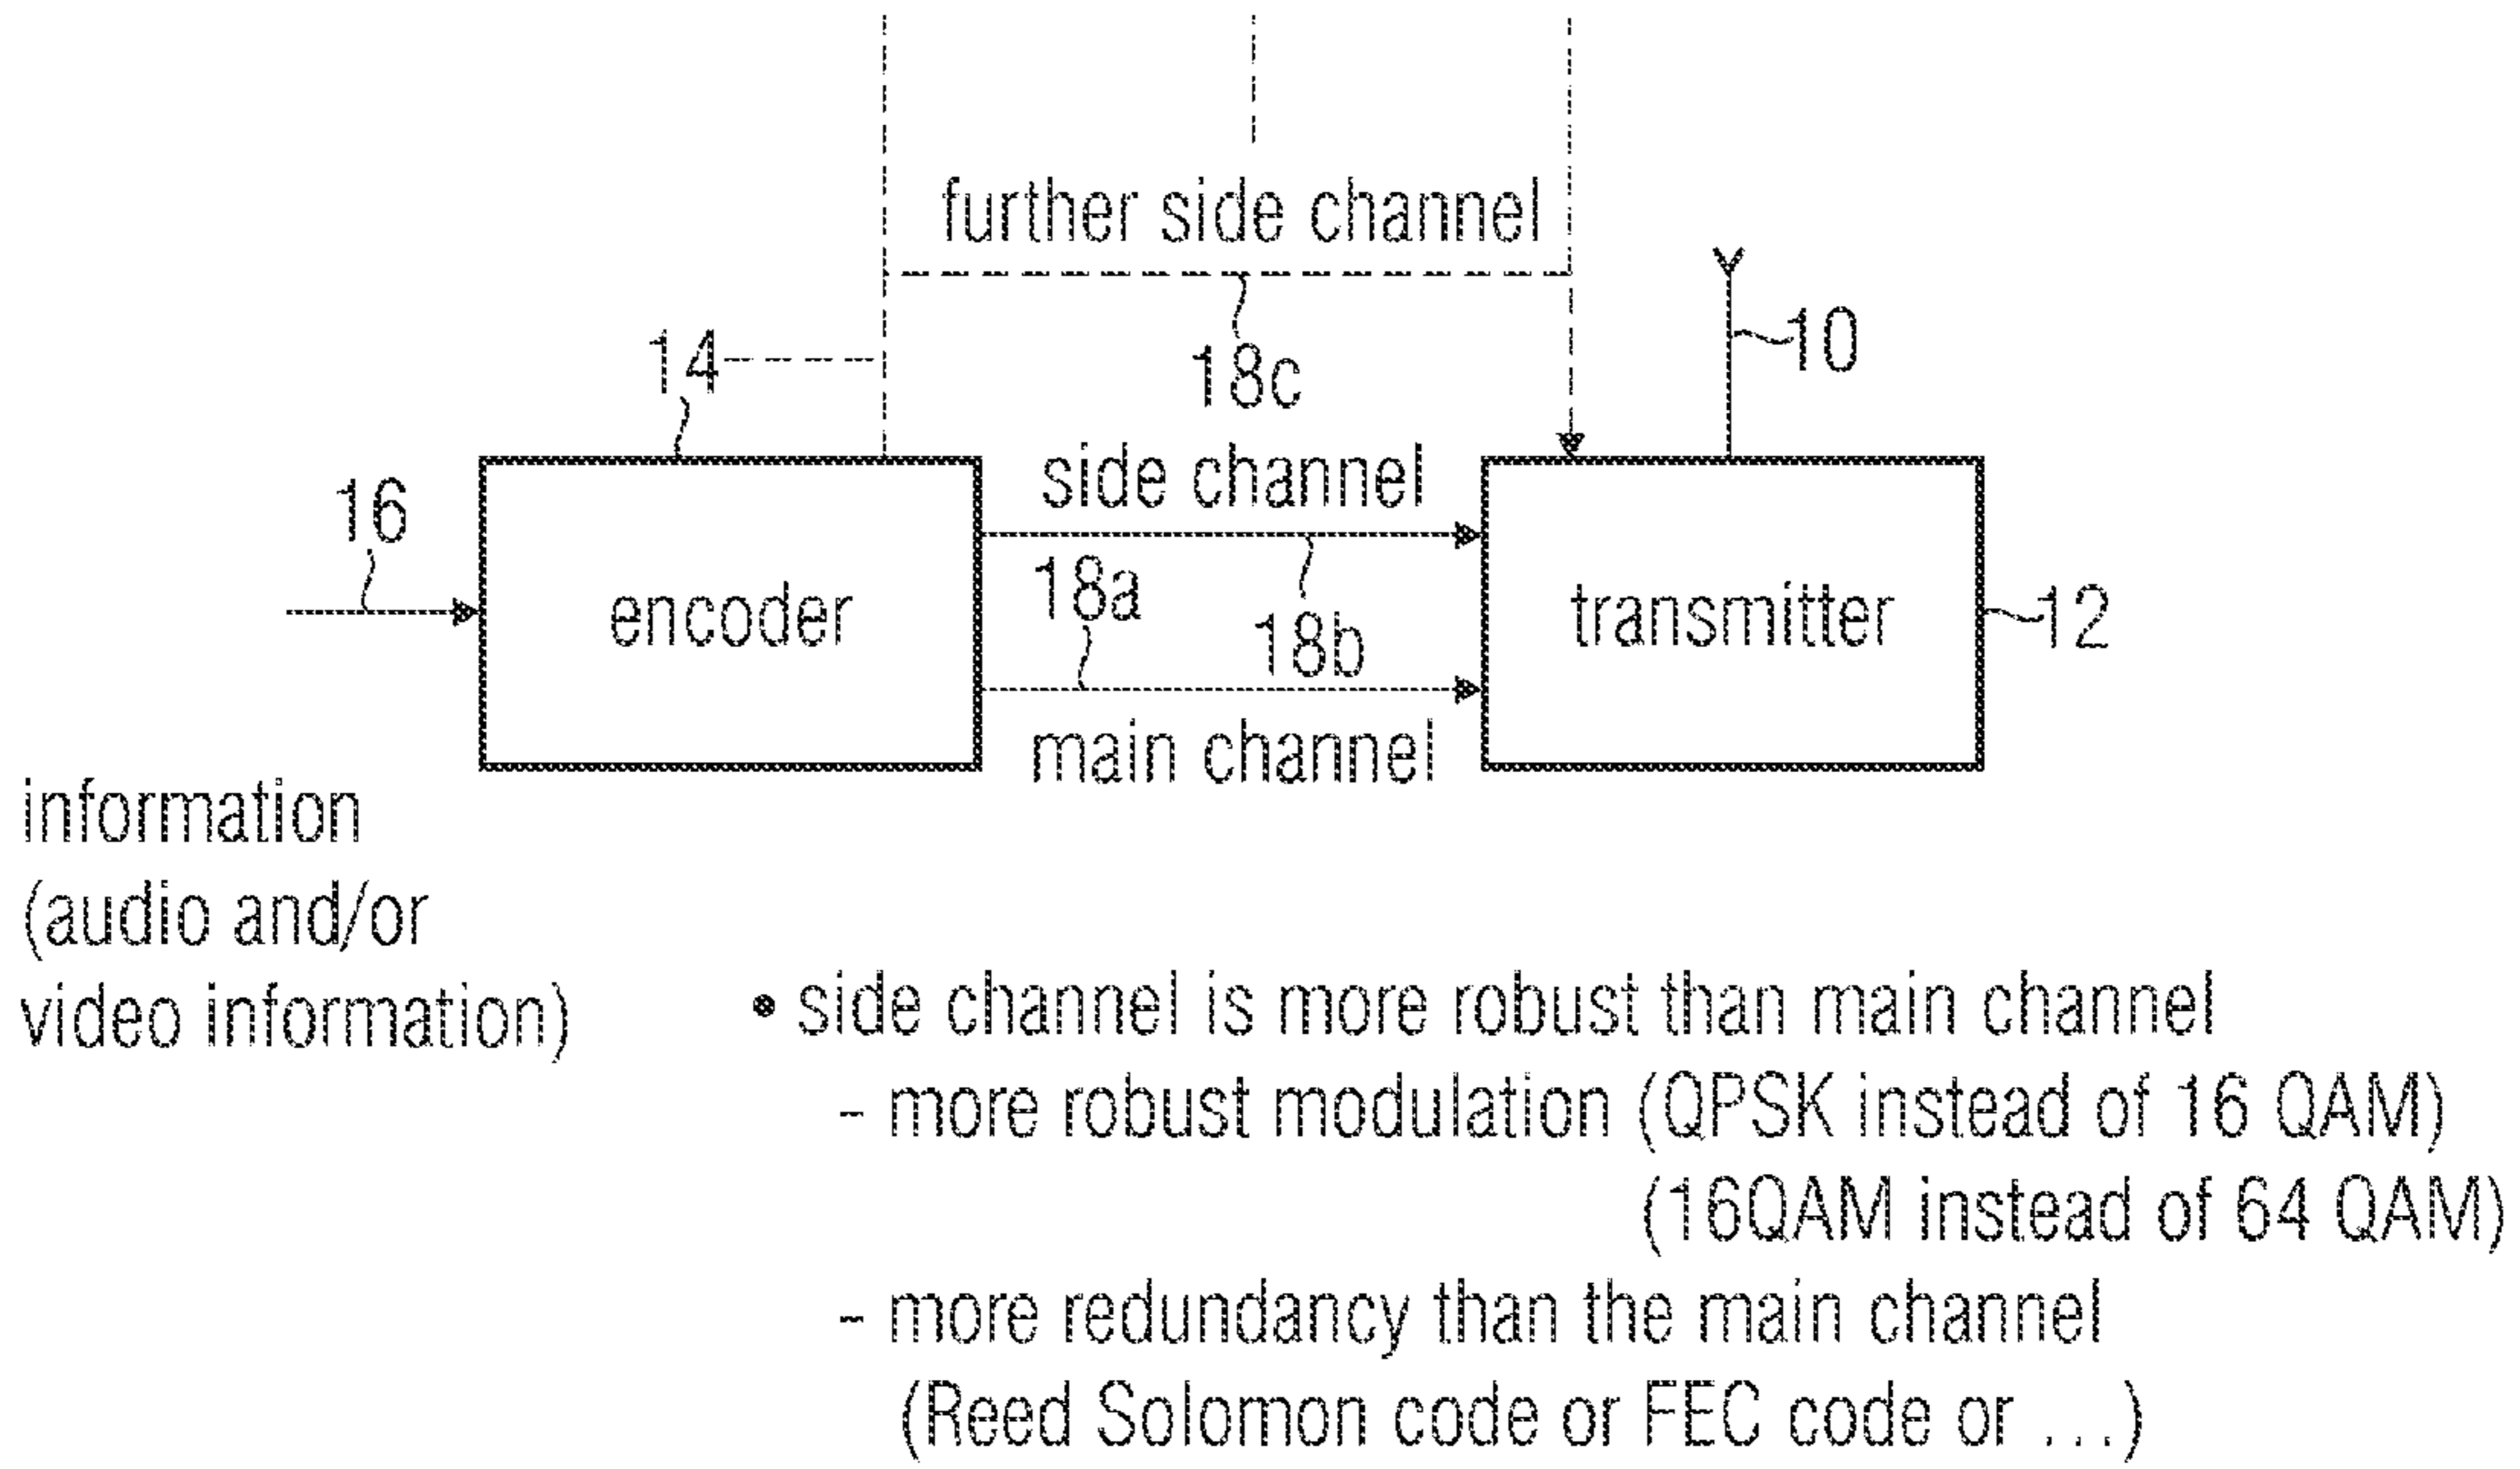 further side channel
14
18c
10
side channel
16
18a
encoder
18b
transmitter
12
main channel
information
(audio and/or
video information)
• side channel is more robust than main channel
- more robust modulation (QPSK instead of 16 QAM)
(16QAM instead of 64 QAM)
- more redundancy than the main channel
(Reed Solomon code or FEC code or ...)